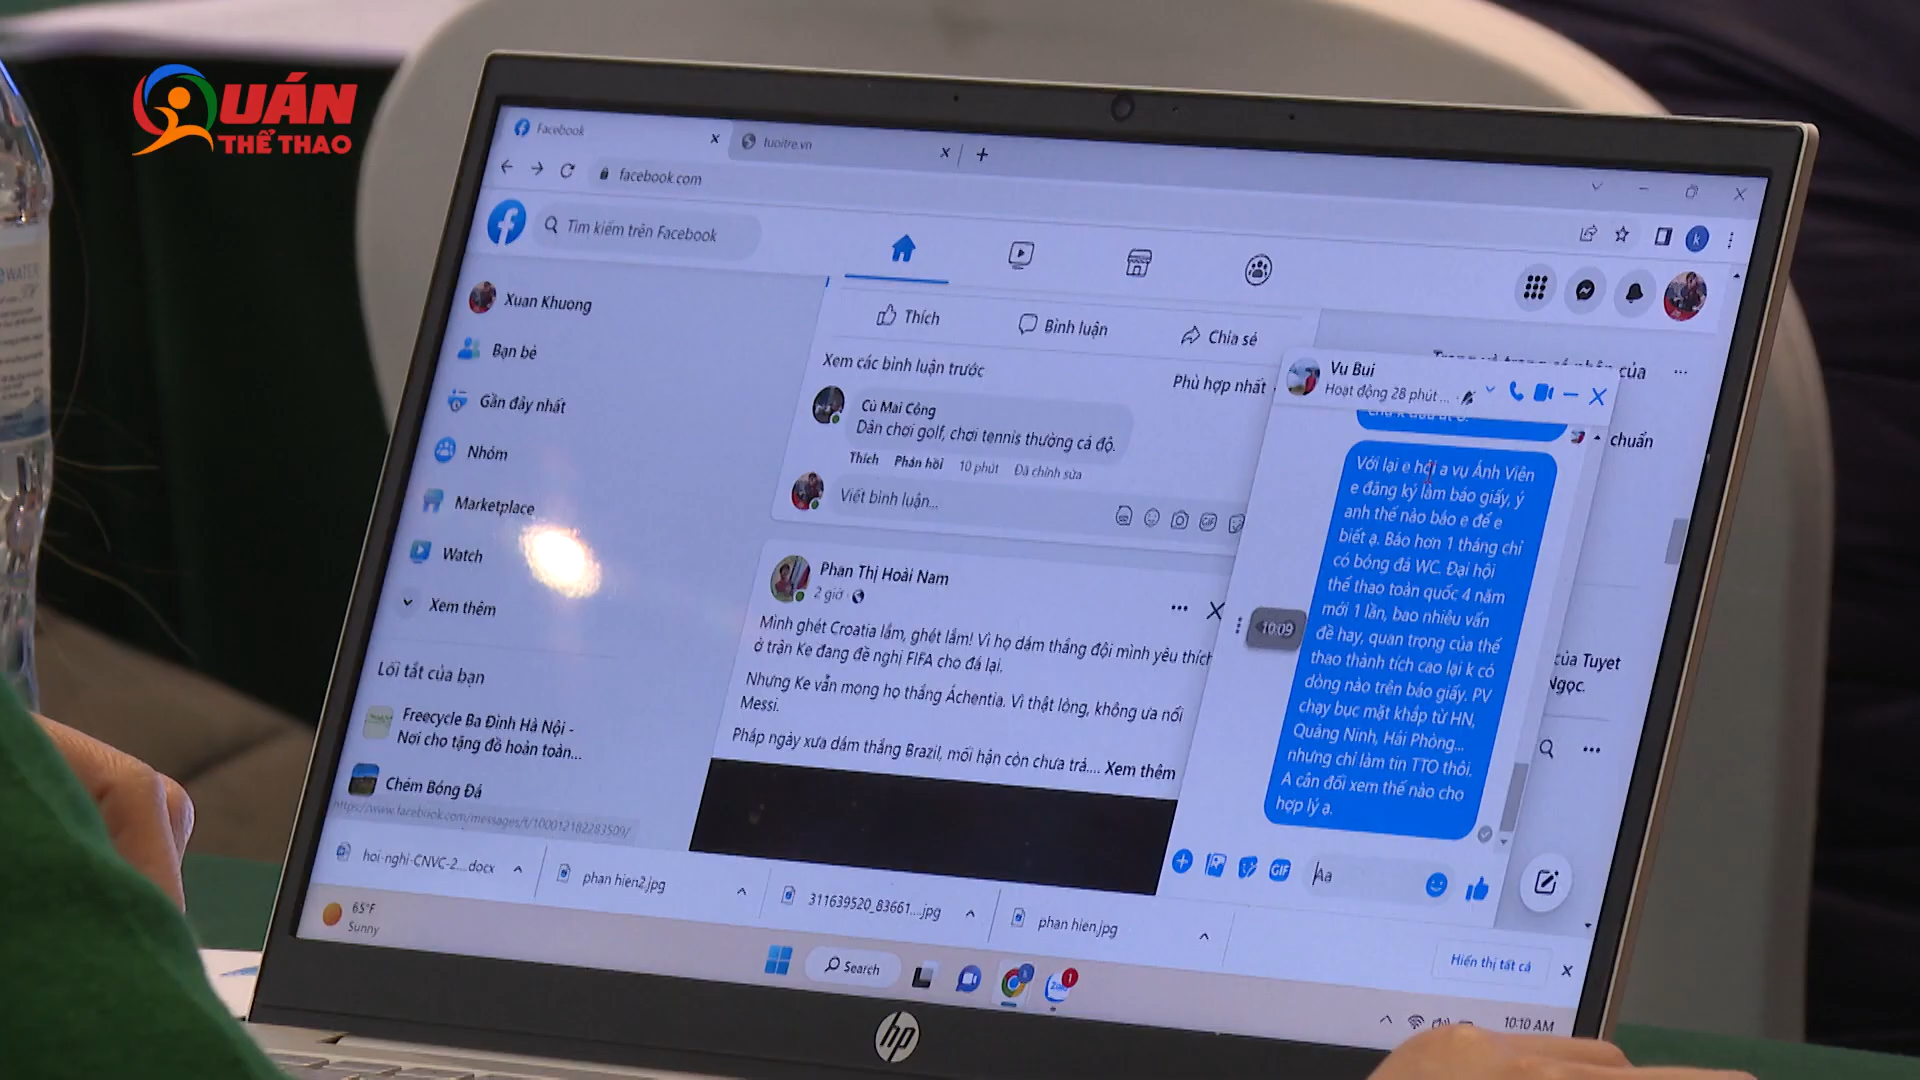 QUÁN
THỂ THAO
Facebook
tuoitre.vn
facebook.com
Tìm kiếm trên Facebook
Xuan Khuong
Bạn bè
Gần đây nhất
Nhóm
Marketplace
Watch
Xem thêm
Lối tắt của bạn
Freecycle Ba Đình Hà Nội -
Nơi cho tặng đồ hoàn toàn...
Chém Bóng Đá
https://www.facebook.com/messages/t/100012182283509/
Thích
Bình luận
Chia sẻ
Xem các bình luận trước
Phù hợp nhất
Cù Mai Công
Dân chơi golf, chơi tennis thường cá độ.
Thích Phản hồi 10 phút Đã chỉnh sửa
Viết bình luận...
GIF
Phan Thị Hoài Nam
2 giờ
Mình ghét Croatia lắm, ghét lắm! Vì họ dám thắng đội mình yêu thích
ở trận Ke đang đề nghị FIFA cho đá lại.
Nhưng Ke vẫn mong họ thắng Áchentia. Vì thật lòng, không ưa nổi
Messi.
Pháp ngày xưa dám thắng Brazil, mối hận còn chưa trả.... Xem thêm
của
chuẩn
của Tuyet
Ngọc.
Vu Bui
Hoạt động 28 phút ...
Với lại e hỏi a vụ Ánh Viên
e đăng ký làm báo giấy, ý
anh thế nào báo e để e
biết ạ. Báo hơn 1 tháng chỉ
có bóng đá WC. Đại hội
thể thao toàn quốc 4 năm
mới 1 lần, bao nhiêu vấn
đề hay, quan trọng của thể
thao thành tích cao lại k có
dòng nào trên báo giấy. PV
chạy bục mặt khắp từ HN,
Quảng Ninh, Hải Phòng...
nhưng chỉ làm tin TTO thôi.
A cân đối xem thế nào cho
hợp lý ạ.
10:09
GIF
Aa
hoi-nghi-CNVC-2....docx
phan hien2.jpg
311639520_83661....jpg
phan hien.jpg
Hiển thị tất cả
65°F
Sunny
Search
Zalo
1
10:10 AM
hp
WATER